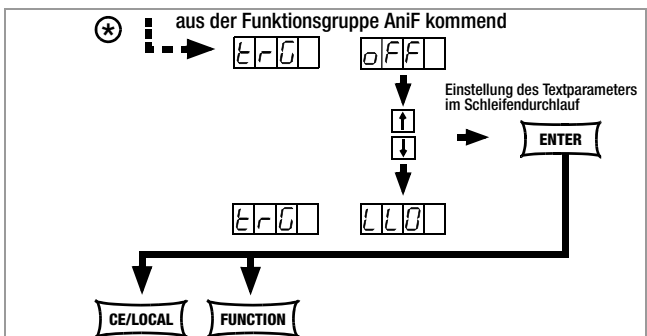 aus der Funktionsgruppe AniF kommend
trG oFF
Einstellung des Textparameters
im Schleifendurchlauf
ENTER
trG LLO
CE/LOCAL FUNCTION